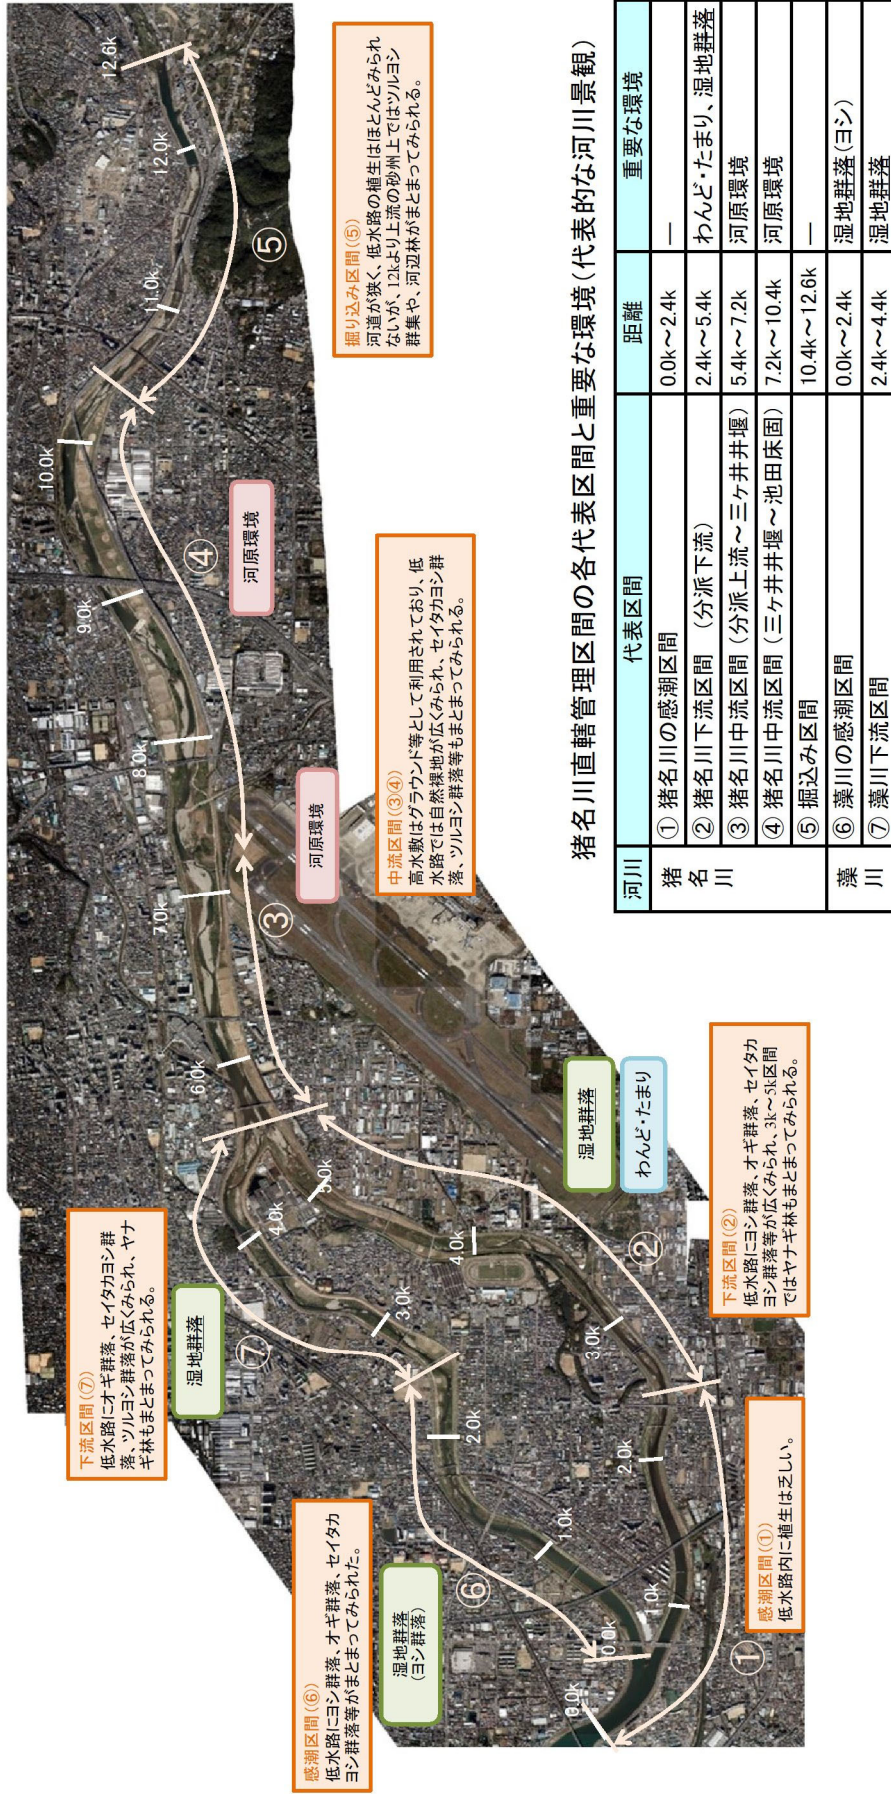 下流区間(⑦)
低水路にオギ群落、セイタカヨシ群
落、ツルヨシ群落が広くみられ、ヤナ
ギ林もまとまってみられる。
湿地群落
⑦
感潮区間(⑥)
低水路にヨシ群落、オギ群落、セイタカ
ヨシ群落等がまとまってみられた。
湿地群落
(ヨシ群落)
⑥
0.0k
0.0k
1.0k
2.0k
3.0k
4.0k
1.0k
2.0k
3.0k
4.0k
5.0k
6.0k
7.0k
8.0k
9.0k
10.0k
11.0k
12.0k
12.6k
①
感潮区間(①)
低水路内に植生は乏しい。
②
湿地群落
わんど・たまり
下流区間(②)
低水路にヨシ群落、オギ群落、セイタカ
ヨシ群落等が広くみられ、3k～5k区間
ではヤナギ林もまとまってみられる。
③
河原環境
④
河原環境
中流区間(③④)
高水敷はグラウンド等として利用されており、低
水路では自然裸地が広くみられ、セイタカヨシ群
落、ツルヨシ群落等もまとまってみられる。
⑤
掘り込み区間(⑤)
河道が狭く、低水路の植生はほとんどみられ
ないが、12kより上流の砂州上ではツルヨシ
群集や、河辺林がまとまってみられる。
猪名川直轄管理区間の各代表区間と重要な環境(代表的な河川景観)
河川 代表区間 距離 重要な環境
猪名川 ① 猪名川の感潮区間 0.0k～2.4k ―
② 猪名川下流区間 (分派下流) 2.4k～5.4k わんど・たまり、湿地群落
③ 猪名川中流区間 (分派上流～三ヶ井井堰) 5.4k～7.2k 河原環境
④ 猪名川中流区間 (三ヶ井井堰～池田床固) 7.2k～10.4k 河原環境
⑤ 掘込み区間 10.4k～12.6k ―
藻川 ⑥ 藻川の感潮区間 0.0k～2.4k 湿地群落(ヨシ)
⑦ 藻川下流区間 2.4k～4.4k 湿地群落